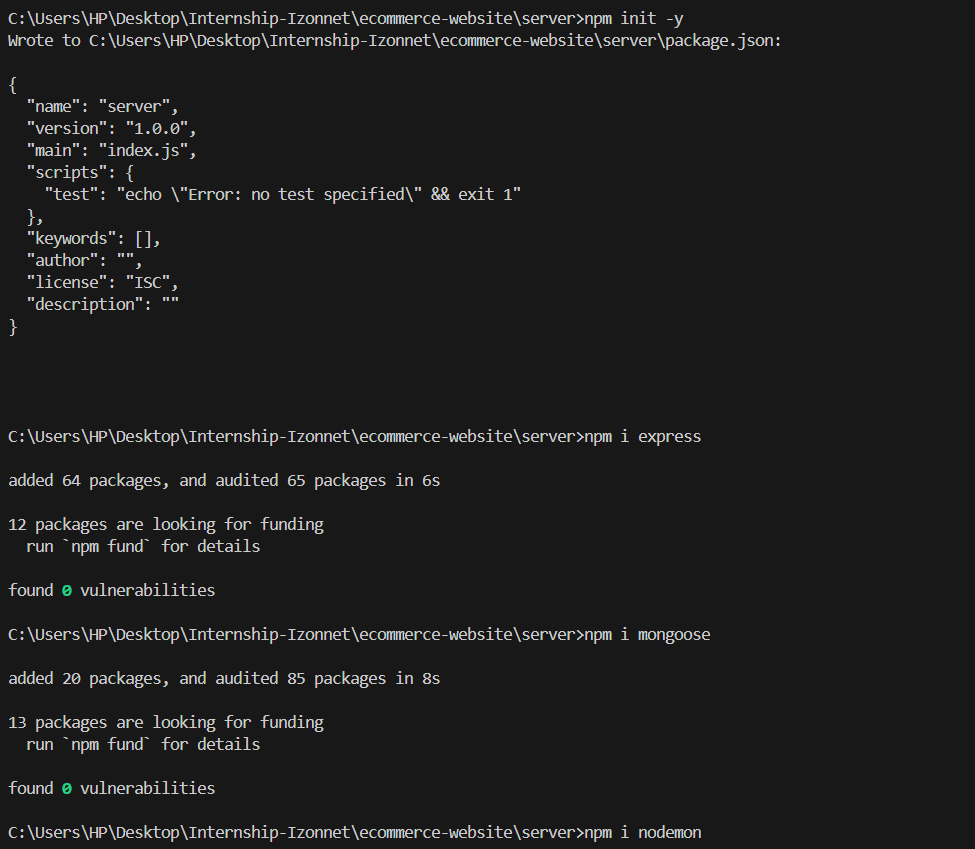 C:\Users\HP\Desktop\Internship-Izonnet\ecommerce-website\server>npm init -y
Wrote to C:\Users\HP\Desktop\Internship-Izonnet\ecommerce-website\server\package.json:
{
  "name": "server",
  "version": "1.0.0",
  "main": "index.js",
  "scripts": {
    "test": "echo \"Error: no test specified\" && exit 1"
  },
  "keywords": [],
  "author": "",
  "license": "ISC",
  "description": ""
}
C:\Users\HP\Desktop\Internship-Izonnet\ecommerce-website\server>npm i express
added 64 packages, and audited 65 packages in 6s
12 packages are looking for funding
  run `npm fund` for details
found 0 vulnerabilities
C:\Users\HP\Desktop\Internship-Izonnet\ecommerce-website\server>npm i mongoose
added 20 packages, and audited 85 packages in 8s
13 packages are looking for funding
  run `npm fund` for details
found 0 vulnerabilities
C:\Users\HP\Desktop\Internship-Izonnet\ecommerce-website\server>npm i nodemon